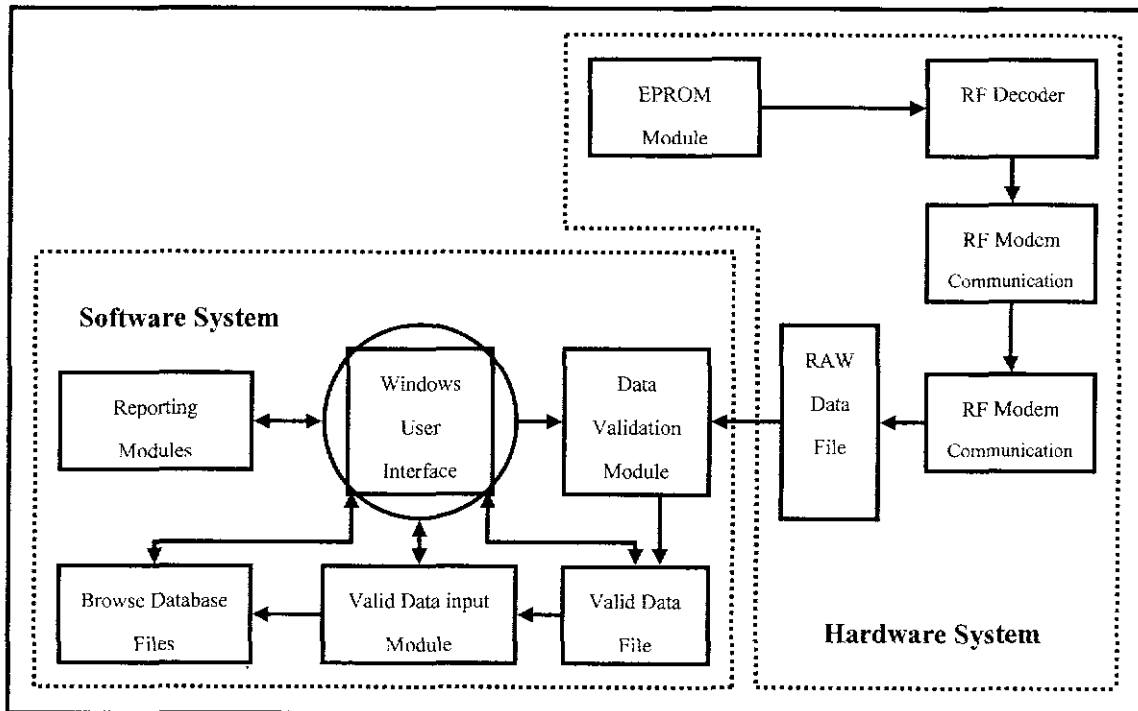 EPROM
Module
RF Decoder
RF Modem
Communication
RF Modem
Communication
RAW
Data
File
Hardware System
Software System
Reporting
Modules
Windows
User
Interface
Data
Validation
Module
Browse Database
Files
Valid Data input
Module
Valid Data
File